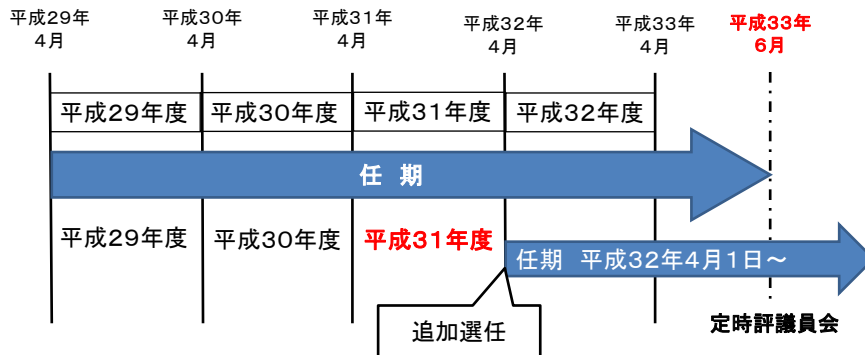 平成29年
4月
平成30年
4月
平成31年
4月
平成32年
4月
平成33年
4月
平成33年
6月
平成29年度
平成30年度
平成31年度
平成32年度
任 期
平成29年度
平成30年度
平成31年度
任期 平成32年4月1日～
追加選任
定時評議員会